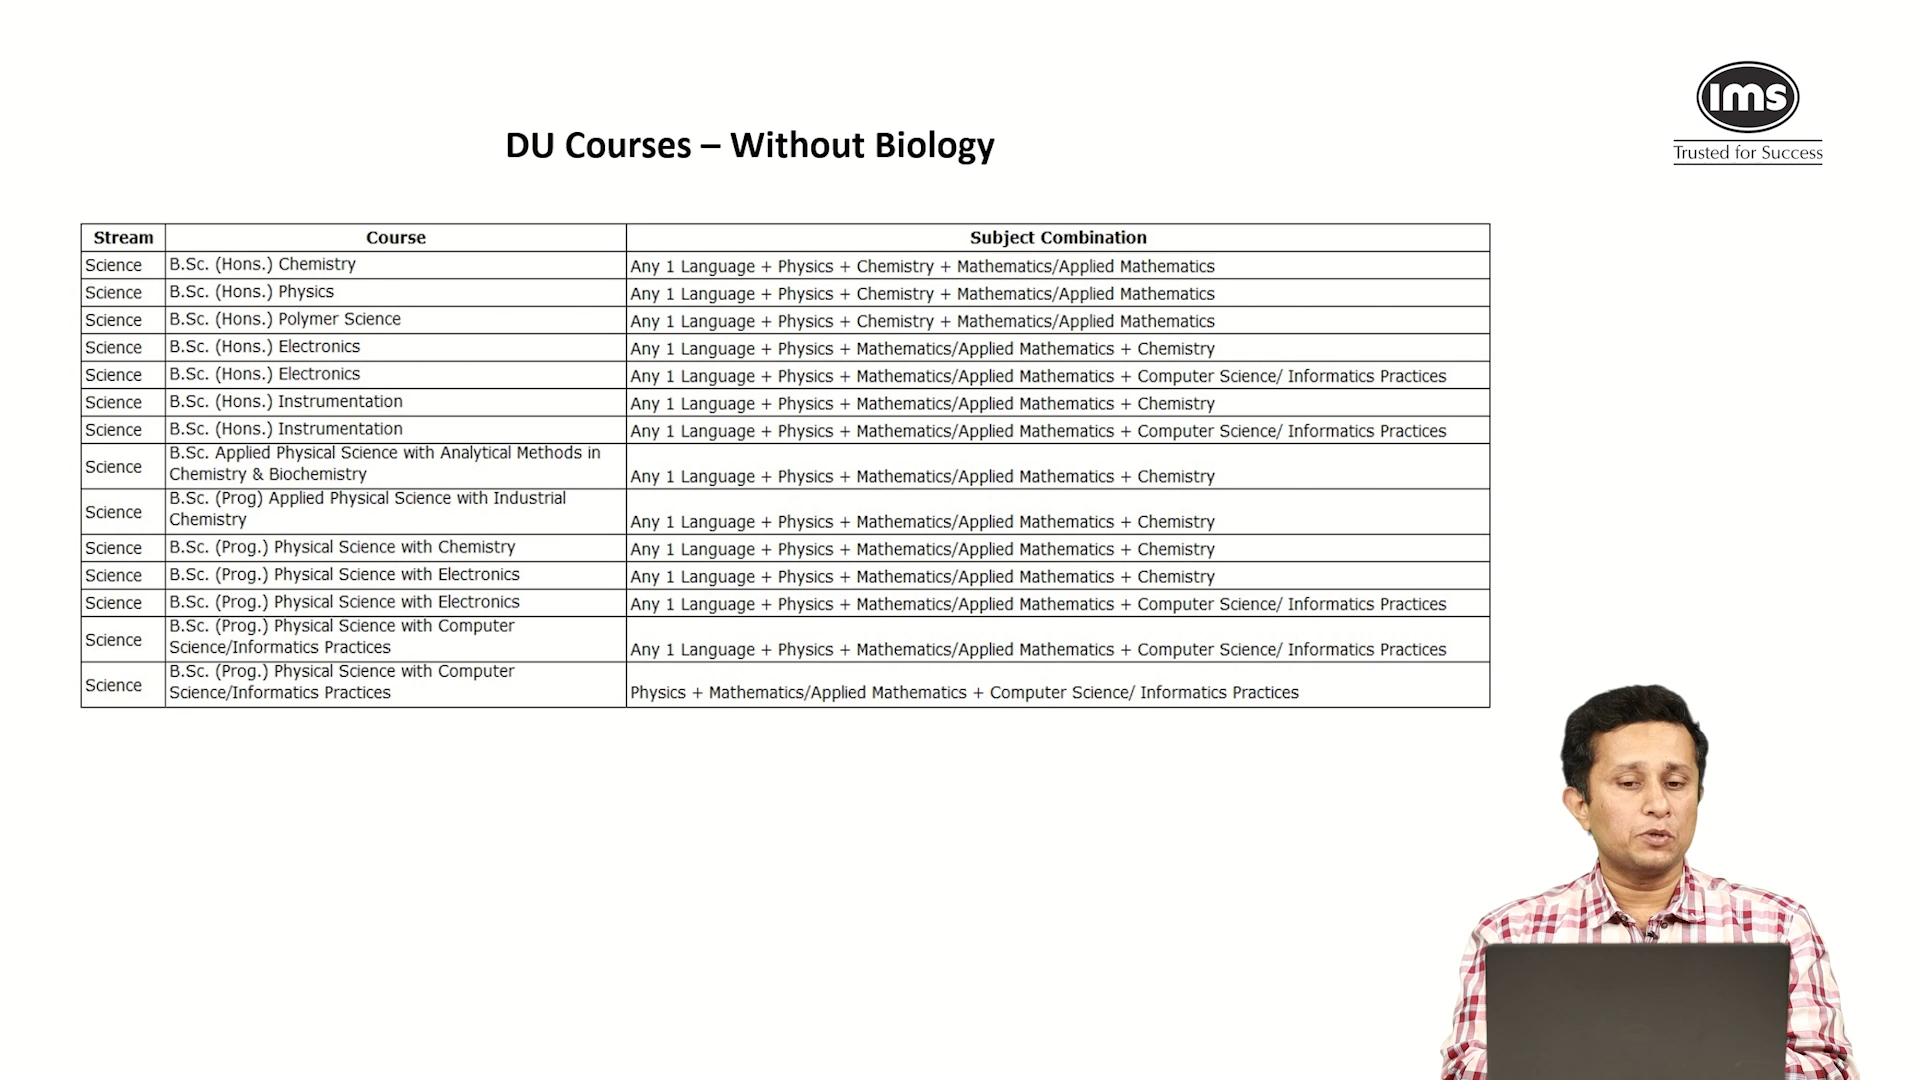 ims
Trusted for Success
DU Courses – Without Biology
Stream Course Subject Combination
Science B.Sc. (Hons.) Chemistry Any 1 Language + Physics + Chemistry + Mathematics/Applied Mathematics
Science B.Sc. (Hons.) Physics Any 1 Language + Physics + Chemistry + Mathematics/Applied Mathematics
Science B.Sc. (Hons.) Polymer Science Any 1 Language + Physics + Chemistry + Mathematics/Applied Mathematics
Science B.Sc. (Hons.) Electronics Any 1 Language + Physics + Mathematics/Applied Mathematics + Chemistry
Science B.Sc. (Hons.) Electronics Any 1 Language + Physics + Mathematics/Applied Mathematics + Computer Science/ Informatics Practices
Science B.Sc. (Hons.) Instrumentation Any 1 Language + Physics + Mathematics/Applied Mathematics + Chemistry
Science B.Sc. (Hons.) Instrumentation Any 1 Language + Physics + Mathematics/Applied Mathematics + Computer Science/ Informatics Practices
Science B.Sc. Applied Physical Science with Analytical Methods in
Chemistry & Biochemistry Any 1 Language + Physics + Mathematics/Applied Mathematics + Chemistry
Science B.Sc. (Prog) Applied Physical Science with Industrial
Chemistry Any 1 Language + Physics + Mathematics/Applied Mathematics + Chemistry
Science B.Sc. (Prog.) Physical Science with Chemistry Any 1 Language + Physics + Mathematics/Applied Mathematics + Chemistry
Science B.Sc. (Prog.) Physical Science with Electronics Any 1 Language + Physics + Mathematics/Applied Mathematics + Chemistry
Science B.Sc. (Prog.) Physical Science with Electronics Any 1 Language + Physics + Mathematics/Applied Mathematics + Computer Science/ Informatics Practices
Science B.Sc. (Prog.) Physical Science with Computer
Science/Informatics Practices Any 1 Language + Physics + Mathematics/Applied Mathematics + Computer Science/ Informatics Practices
Science B.Sc. (Prog.) Physical Science with Computer
Science/Informatics Practices Physics + Mathematics/Applied Mathematics + Computer Science/ Informatics Practices